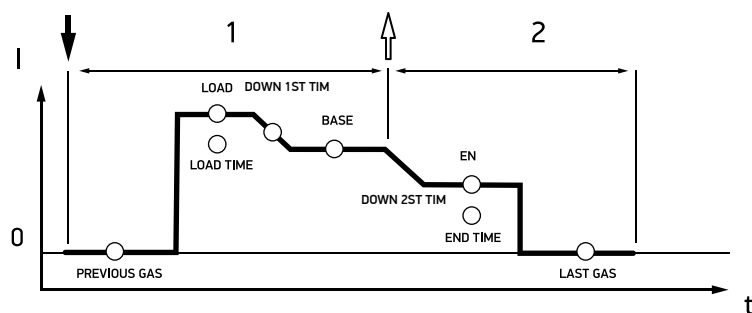 1
2
I
LOAD
DOWN 1ST TIM
BASE
LOAD TIME
EN
DOWN 2ST TIM
0
END TIME
PREVIOUS GAS
LAST GAS
t